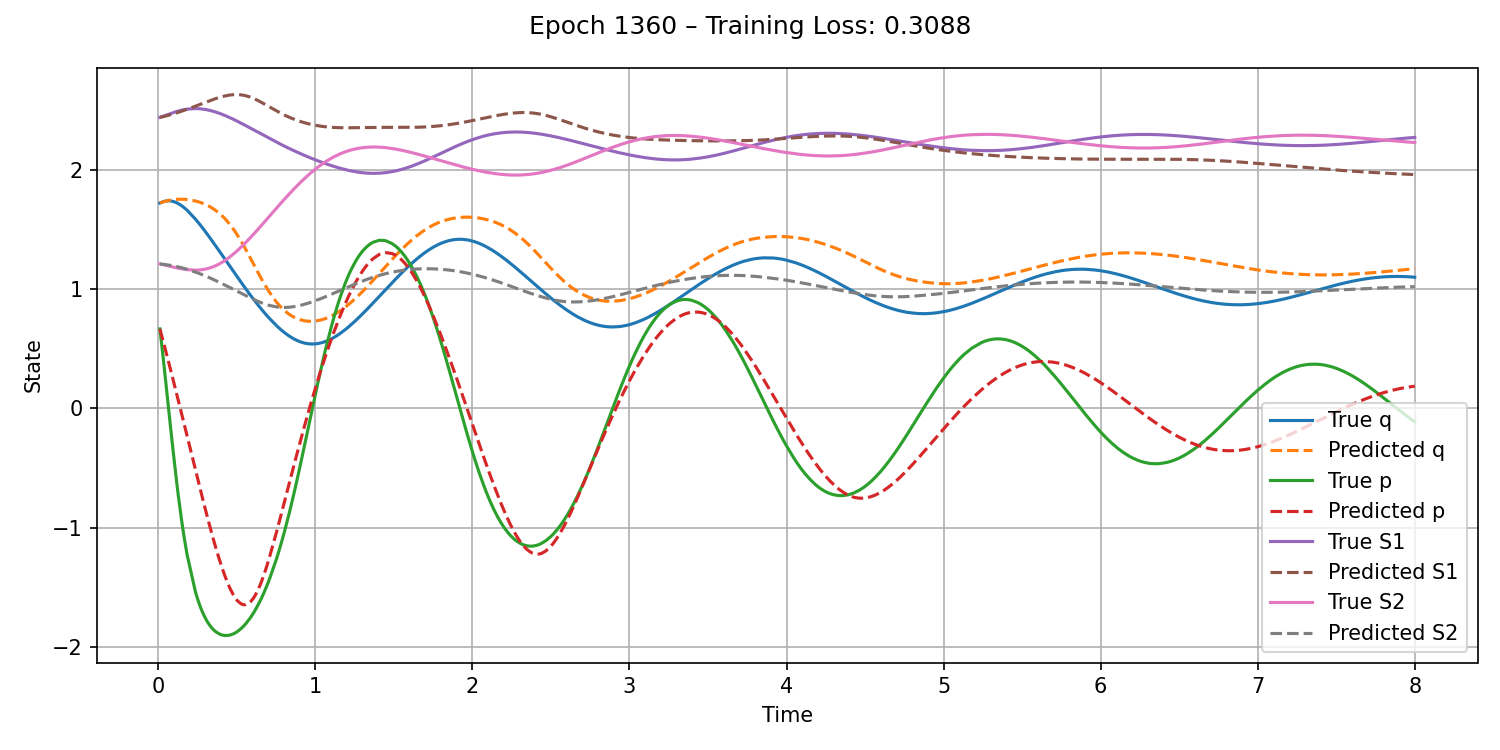 Epoch 1360 – Training Loss: 0.3088
State
2
1
0
−1
−2
0 1 2 3 4 5 6 7 8
Time
True q
Predicted q
True p
Predicted p
True S1
Predicted S1
True S2
Predicted S2